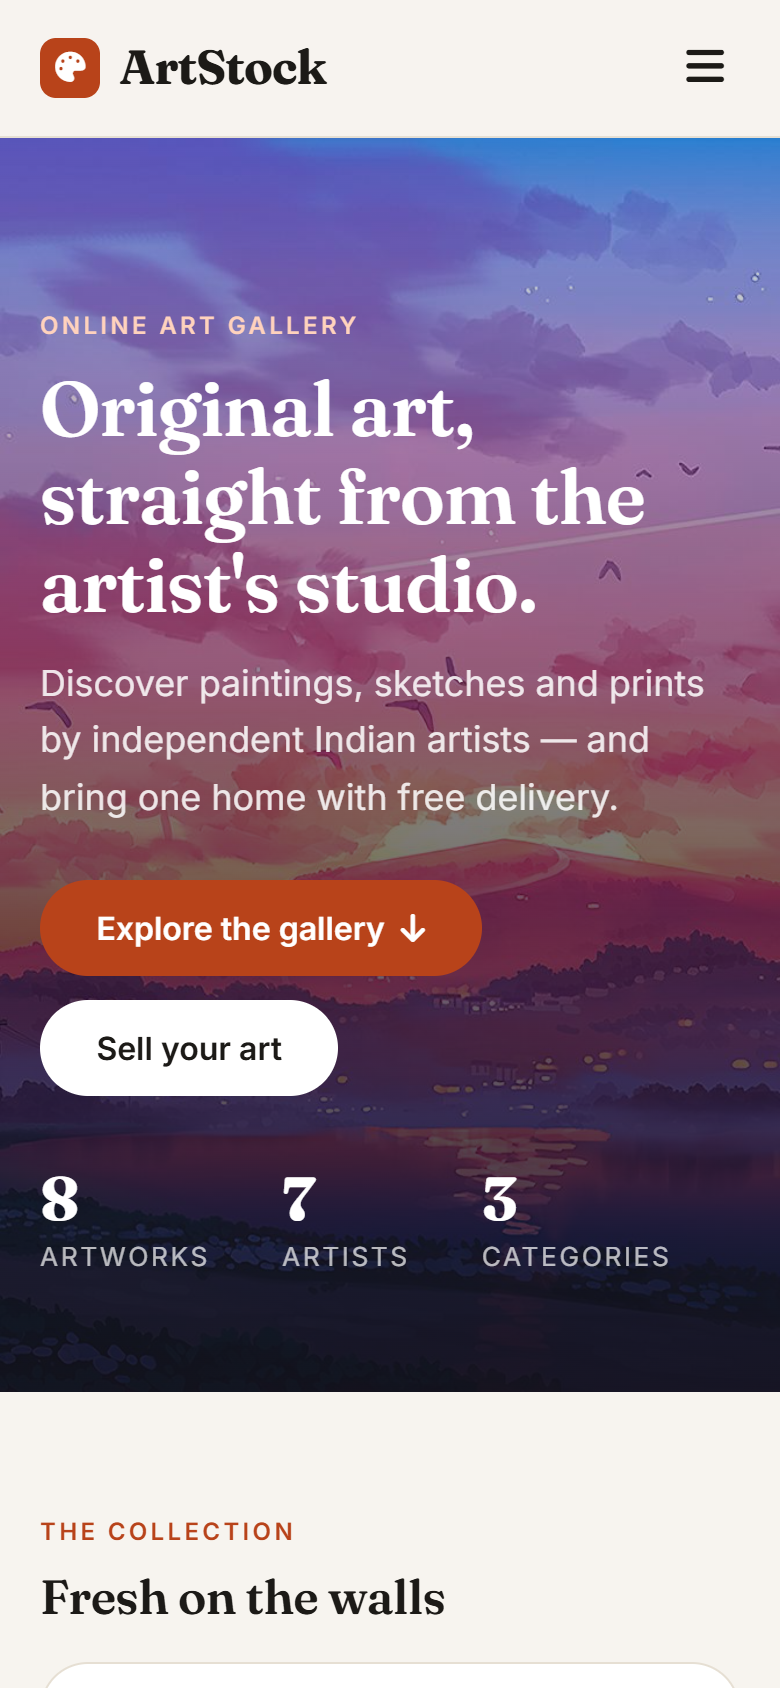 ArtStock
ONLINE ART GALLERY
Original art,
straight from the
artist's studio.
Discover paintings, sketches and prints
by independent Indian artists — and
bring one home with free delivery.
Explore the gallery ↓
Sell your art
8 7 3
ARTWORKS ARTISTS CATEGORIES
THE COLLECTION
Fresh on the walls